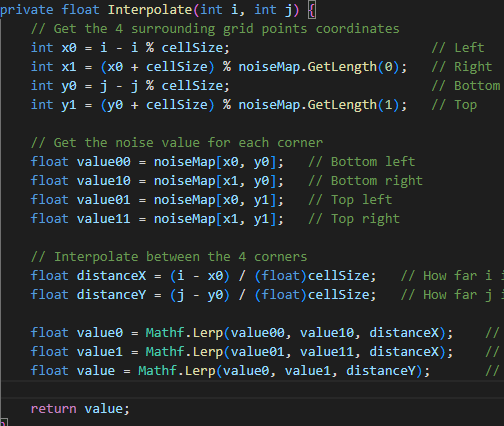 private float Interpolate(int i, int j) {
// Get the 4 surrounding grid points coordinates
int x0 = i - i % cellSize; // Left
int x1 = (x0 + cellSize) % noiseMap.GetLength(0); // Right
int y0 = j - j % cellSize; // Bottom
int y1 = (y0 + cellSize) % noiseMap.GetLength(1); // Top
// Get the noise value for each corner
float value00 = noiseMap[x0, y0]; // Bottom left
float value10 = noiseMap[x1, y0]; // Bottom right
float value01 = noiseMap[x0, y1]; // Top left
float value11 = noiseMap[x1, y1]; // Top right
// Interpolate between the 4 corners
float distanceX = (i - x0) / (float)cellSize; // How far i i
float distanceY = (j - y0) / (float)cellSize; // How far j i
float value0 = Mathf.Lerp(value00, value10, distanceX); //
float value1 = Mathf.Lerp(value01, value11, distanceX); //
float value = Mathf.Lerp(value0, value1, distanceY); //
return value;
}